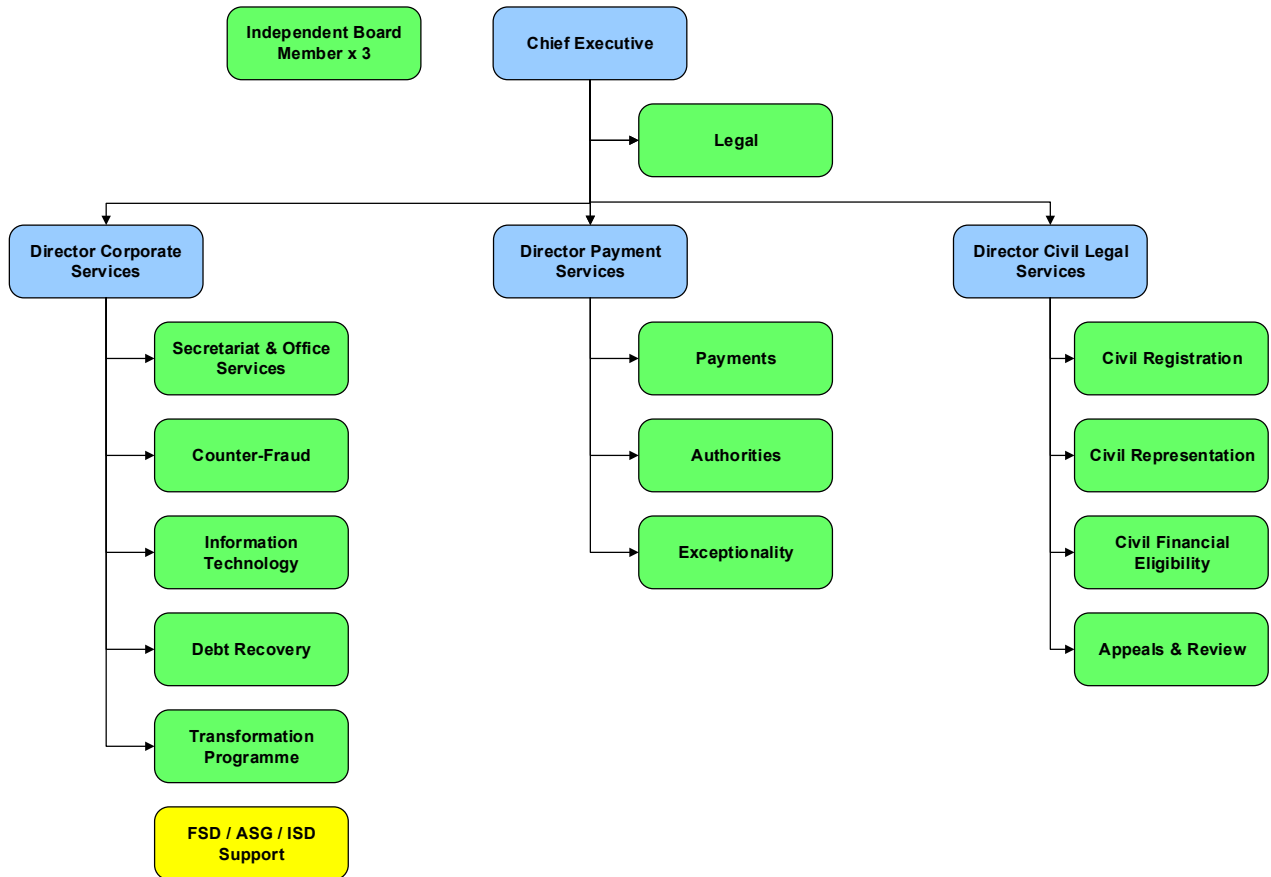 Independent Board
Member x 3
Chief Executive
Legal
Director Corporate
Services
Director Payment
Services
Director Civil Legal
Services
Secretariat & Office
Services
Payments
Civil Registration
Counter-Fraud
Authorities
Civil Representation
Information
Technology
Exceptionality
Civil Financial
Eligibility
Debt Recovery
Appeals & Review
Transformation
Programme
FSD / ASG / ISD
Support